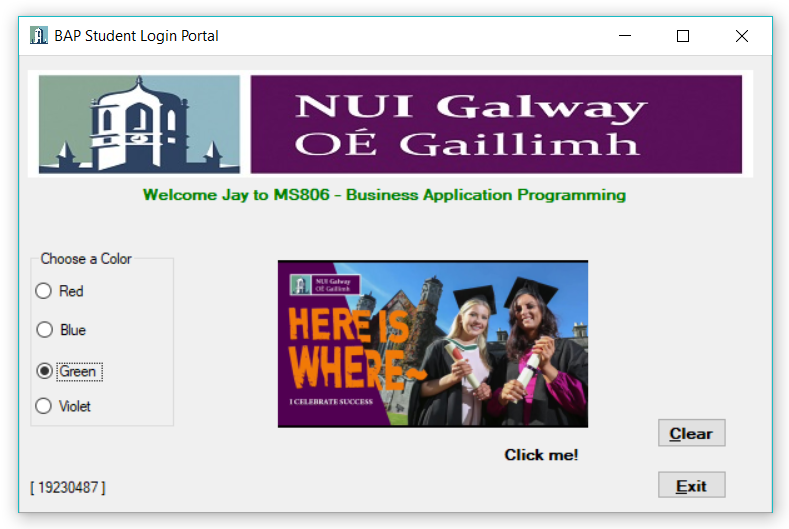 BAP Student Login Portal
NUI Galway
OÉ Gaillimh
Welcome Jay to MS806 - Business Application Programming
Choose a Color
Red
Blue
Green
Violet
NUI Galway
OÉ Gaillimh
HERE IS
WHERE~
I CELEBRATE SUCCESS
Click me!
Clear
Exit
[ 19230487 ]